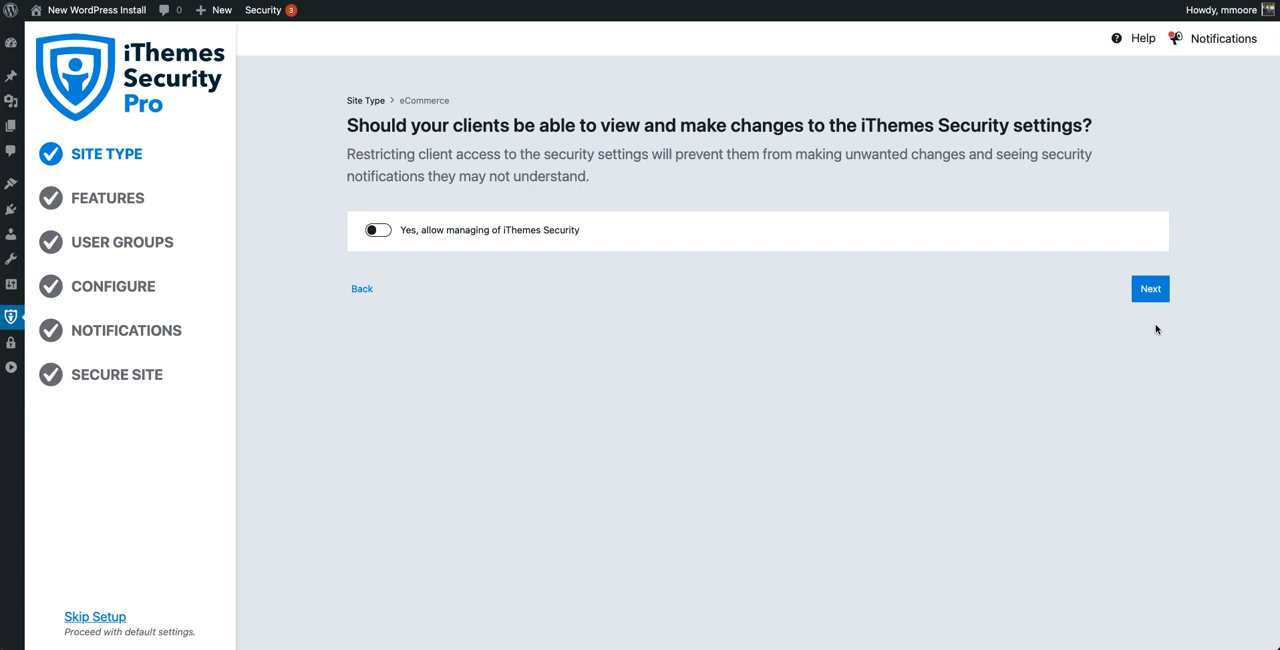 New WordPress Install 0 New Security 3 Howdy, mmoore
Help Notifications
iThemes
Security
Pro
SITE TYPE
FEATURES
USER GROUPS
CONFIGURE
NOTIFICATIONS
SECURE SITE
Skip Setup
Proceed with default settings.
Site Type > eCommerce
Should your clients be able to view and make changes to the iThemes Security settings?
Restricting client access to the security settings will prevent them from making unwanted changes and seeing security
notifications they may not understand.
Yes, allow managing of iThemes Security
Back Next